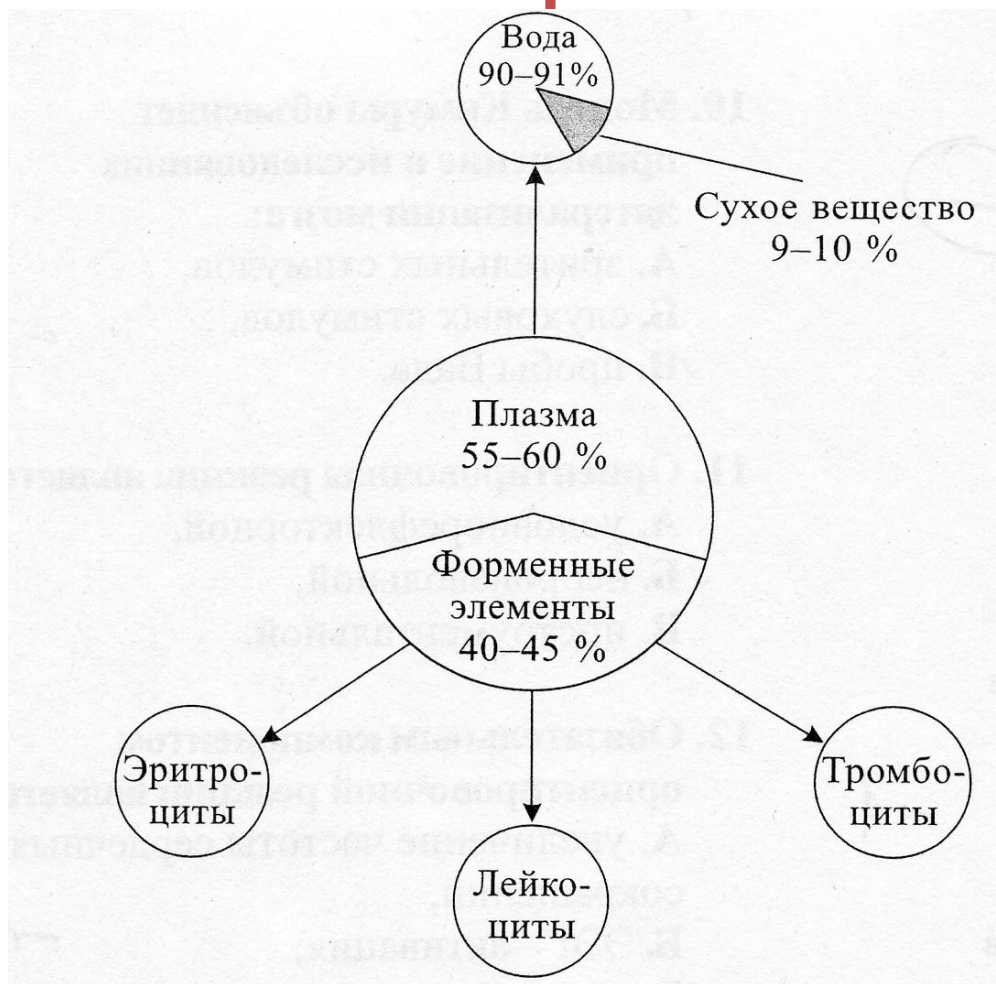 Вода
90–91%
Сухое вещество
9–10 %
Плазма
55–60 %
Форменные
элементы
40–45 %
Эритро-
циты
Тромбо-
циты
Лейко-
циты